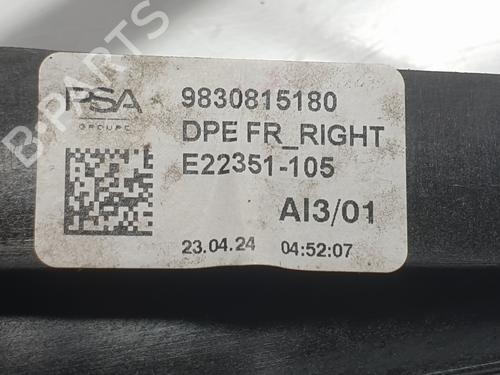 B-PARTS
PSA
GROUPE
9830815180
DPE FR_RIGHT
E22351-105
AI3/01
23.04.24 04:52:07